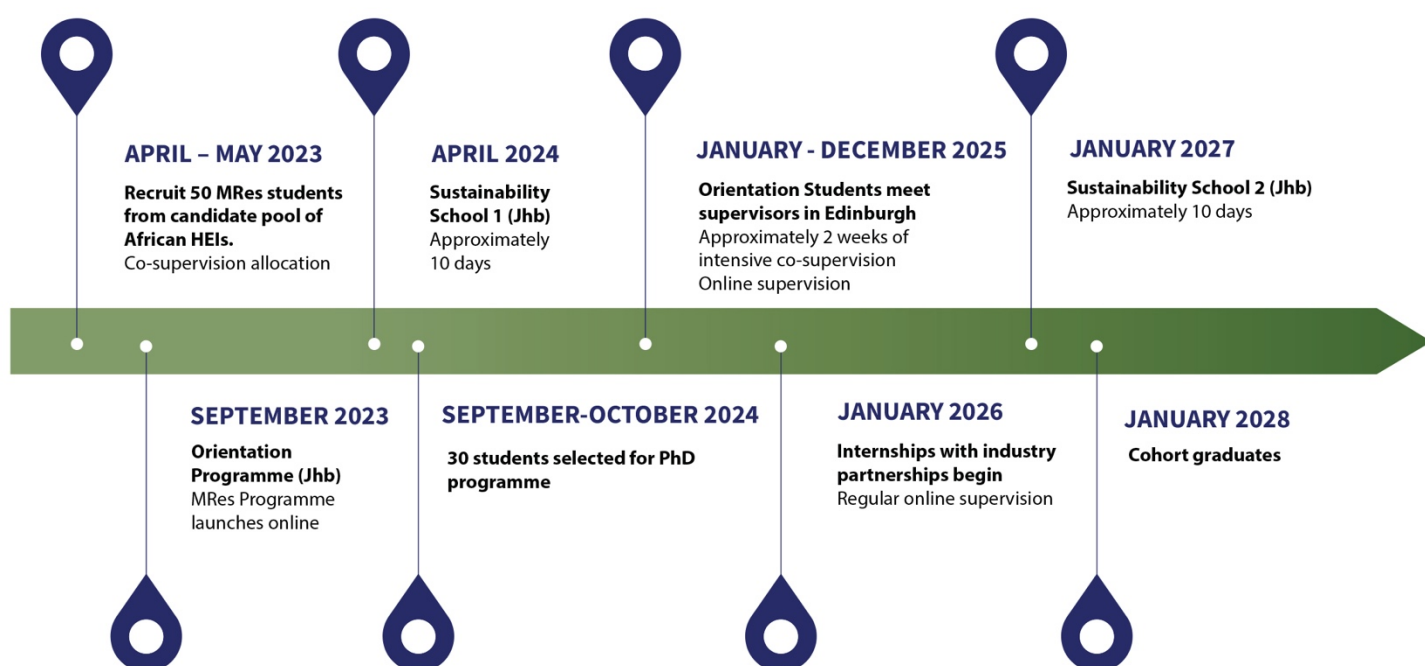 APRIL – MAY 2023
Recruit 50 MRes students
from candidate pool of
African HEIs.
Co-supervision allocation
APRIL 2024
Sustainability
School 1 (Jhb)
Approximately
10 days
JANUARY - DECEMBER 2025
Orientation Students meet
supervisors in Edinburgh
Approximately 2 weeks of
intensive co-supervision
Online supervision
JANUARY 2027
Sustainability School 2 (Jhb)
Approximately 10 days
SEPTEMBER 2023
Orientation
Programme (Jhb)
MRes Programme
launches online
SEPTEMBER-OCTOBER 2024
30 students selected for PhD
programme
JANUARY 2026
Internships with industry
partnerships begin
Regular online supervision
JANUARY 2028
Cohort graduates